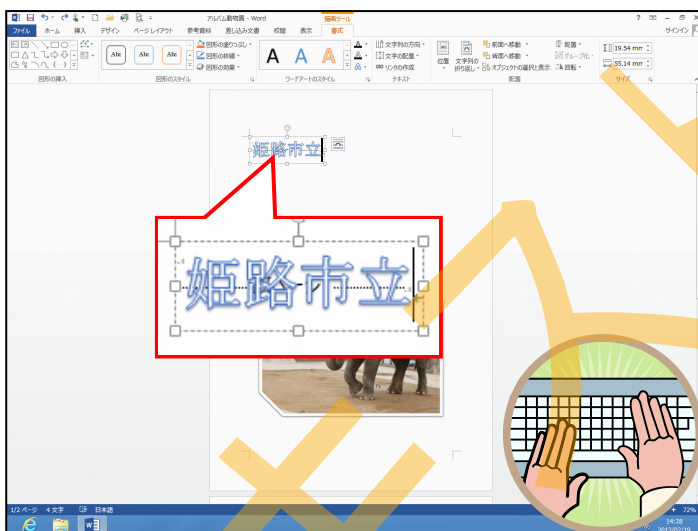 アルバム動物園 - Word
描画ツール
サインイン
ファイル ホーム 挿入 デザイン ページレイアウト 参考資料 差し込み文書 校閲 表示 書式
Abc Abc Abc
図形の塗りつぶし
図形の枠線
図形の効果
A A A
A
A
文字列の方向
文字の配置
リンクの作成
位置
文字列の
折り返し
前面へ移動
背面へ移動
オブジェクトの選択と表示
配置
グループ化
回転
19.54 mm
55.14 mm
図形の挿入 図形のスタイル ワードアートのスタイル テキスト 配置 サイズ
姫路市立
姫路市立
1/2 ページ 4 文字 日本語
72%
14:28